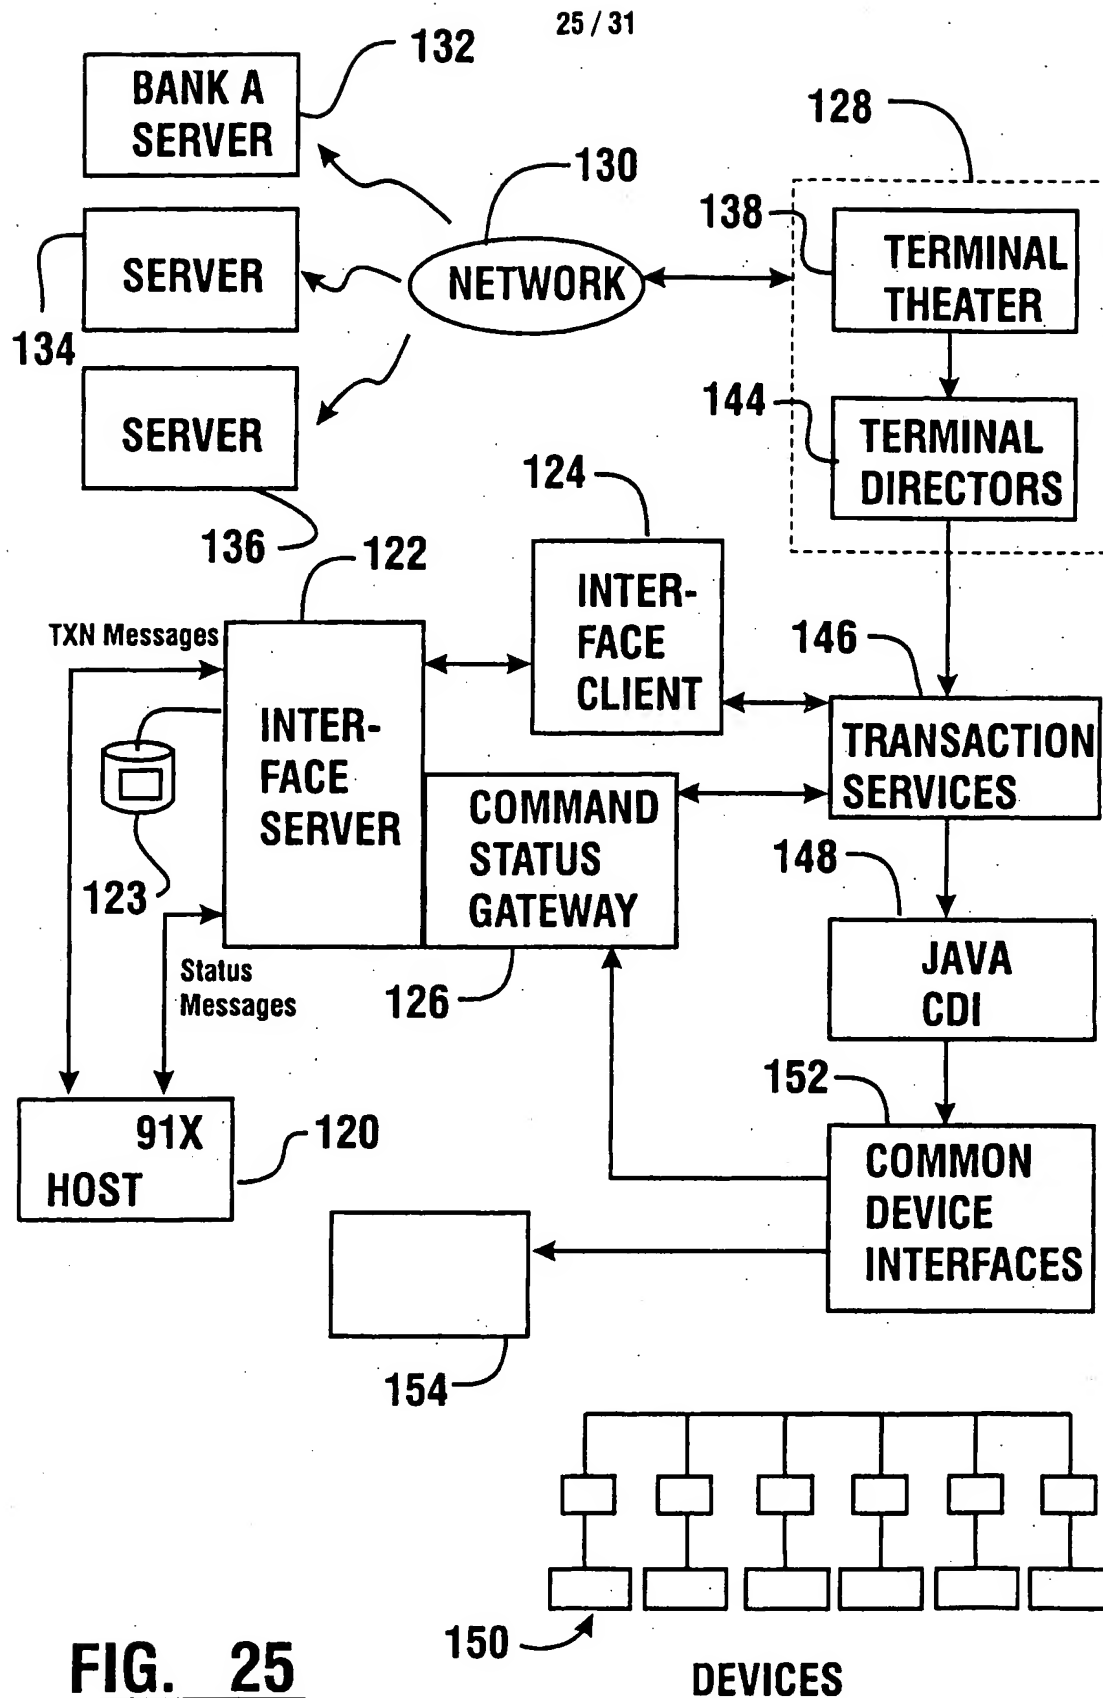 25 / 31
132
BANK A
SERVER
128
130
138
TERMINAL
THEATER
SERVER
NETWORK
134
144
SERVER
TERMINAL
DIRECTORS
124
136
122
INTER-
FACE
CLIENT
TXN Messages
146
INTER-
FACE
SERVER
TRANSACTION
SERVICES
COMMAND
STATUS
GATEWAY
148
123
JAVA
CDI
Status
Messages
126
152
91X
HOST
120
COMMON
DEVICE
INTERFACES
154
150
FIG. 25
DEVICES